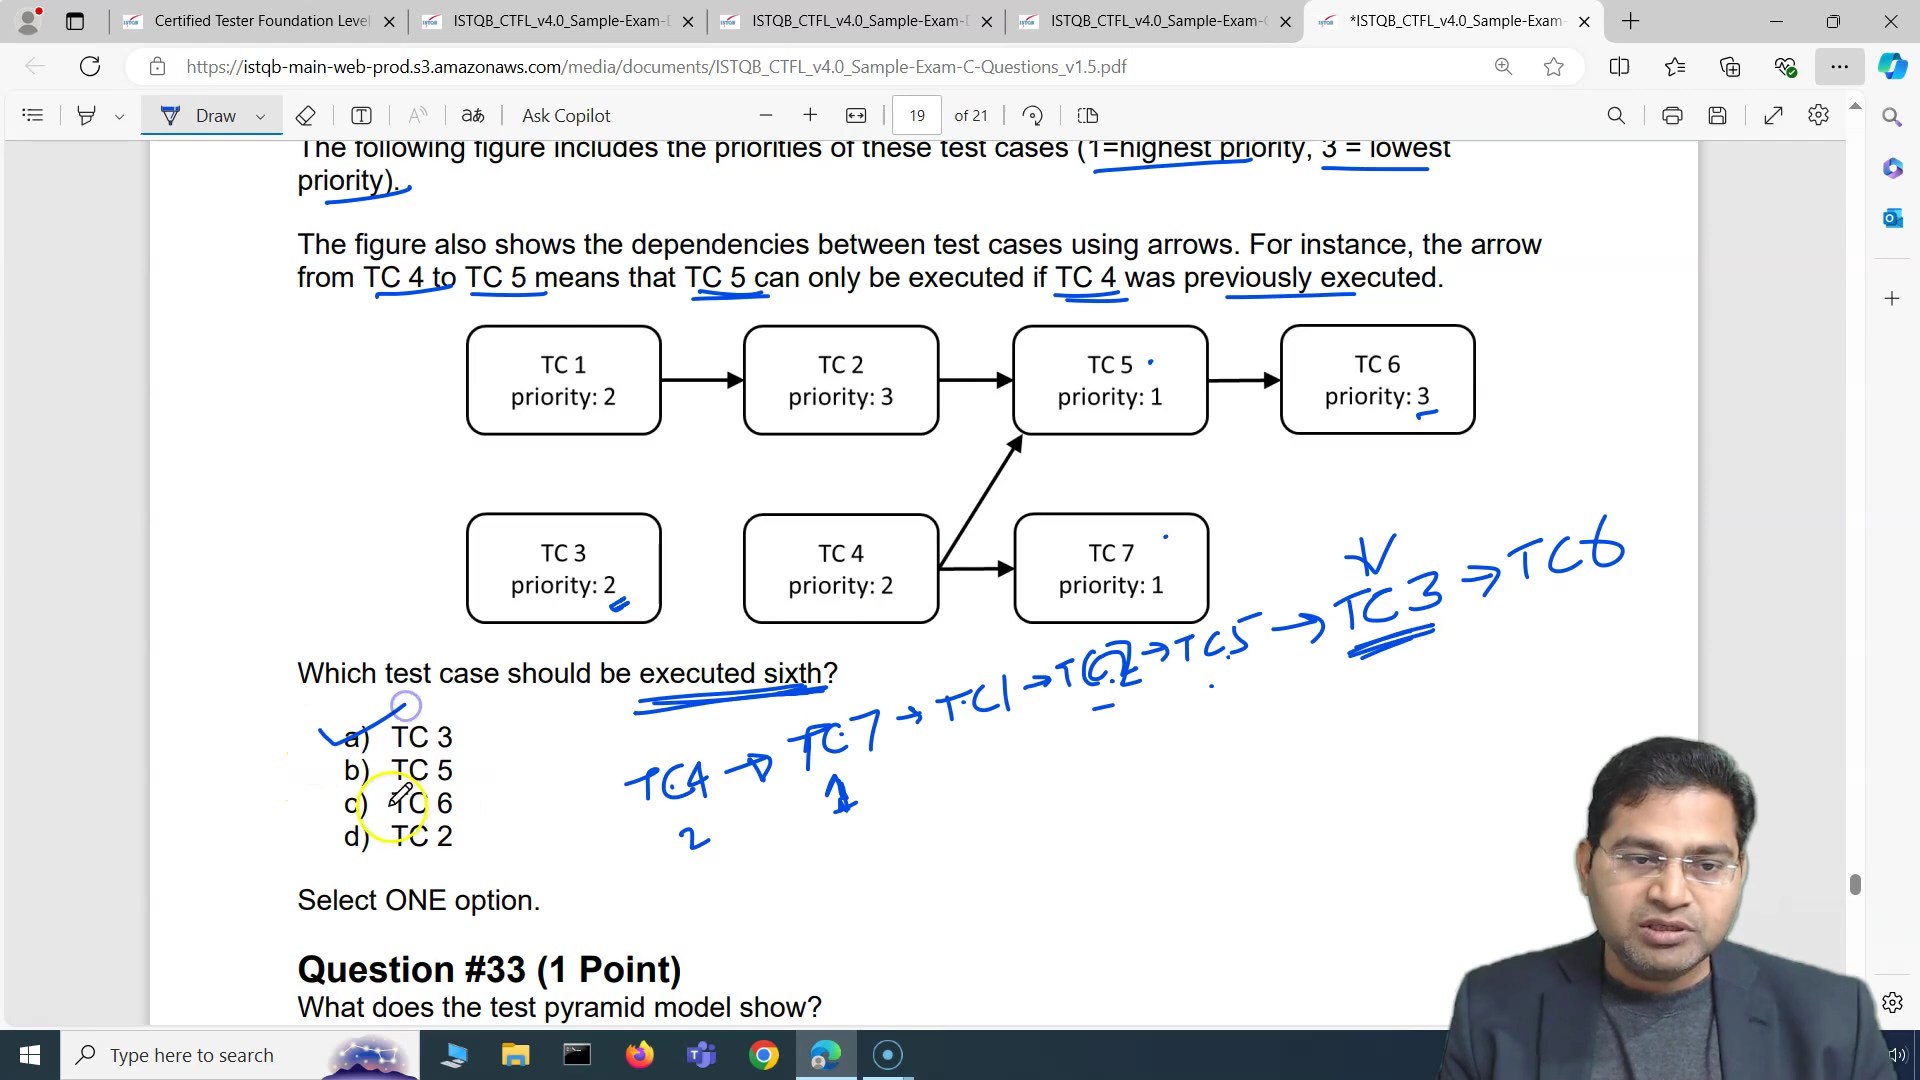 Certified Tester Foundation Leve
ISTQB_CTFL_v4.0_Sample-Exam-D
ISTQB_CTFL_v4.0_Sample-Exam-D
ISTQB_CTFL_v4.0_Sample-Exam-C
*ISTQB_CTFL_v4.0_Sample-Exam-
https://istqb-main-web-prod.s3.amazonaws.com/media/documents/ISTQB_CTFL_v4.0_Sample-Exam-C-Questions_v1.5.pdf
Draw
aあ
Ask Copilot
19 of 21
The following figure includes the priorities of these test cases (1=highest priority, 3 = lowest
priority).
The figure also shows the dependencies between test cases using arrows. For instance, the arrow
from TC 4 to TC 5 means that TC 5 can only be executed if TC 4 was previously executed.
TC 1
priority: 2
TC 2
priority: 3
TC 5
priority: 1
TC 6
priority: 3
TC 3
priority: 2
TC 4
priority: 2
TC 7
priority: 1
Which test case should be executed sixth?
TC4 → TC7 → TC1 → TC2 → TC5 → TC3 → TC6
2
1
a) TC 3
b) TC 5
c) TC 6
d) TC 2
Select ONE option.
Question #33 (1 Point)
What does the test pyramid model show?
Type here to search